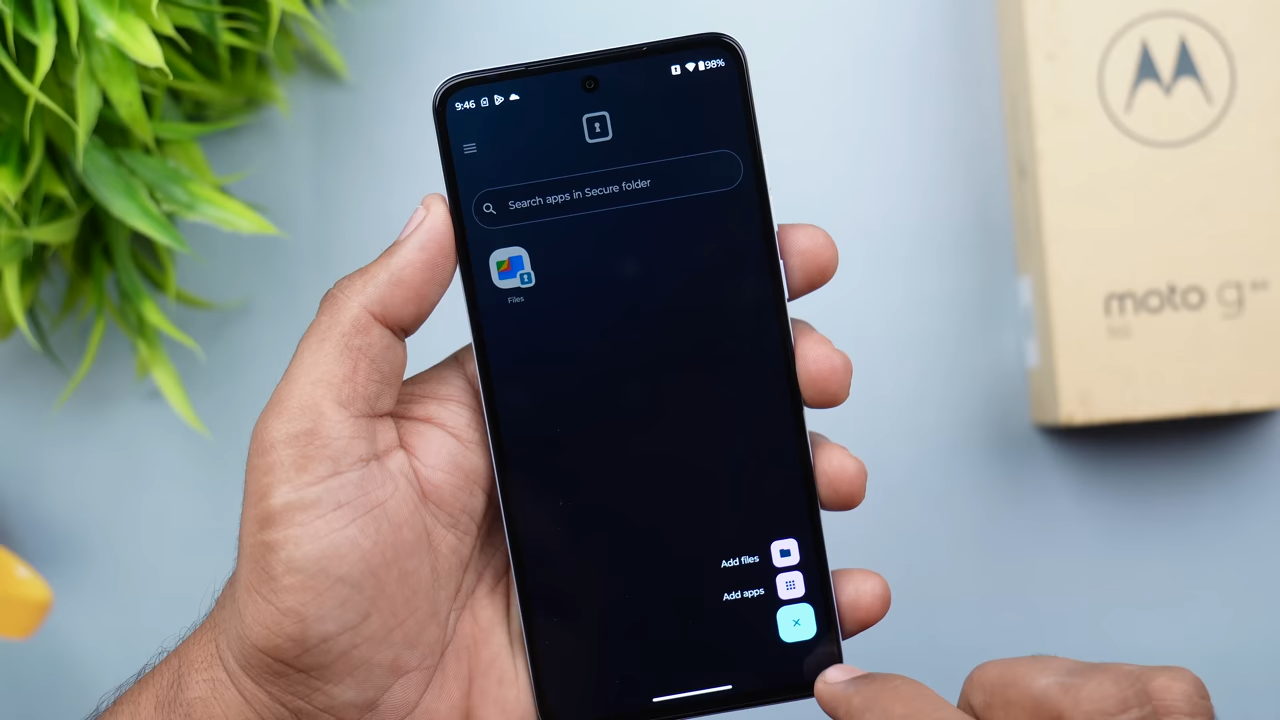 9:46
98%
Search apps in Secure folder
Files
Add files
Add apps
moto g